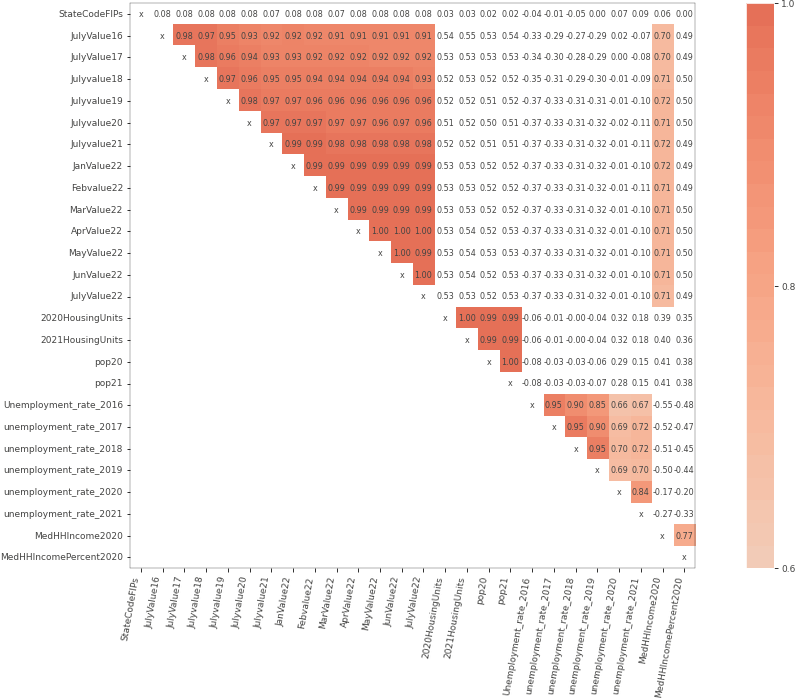 StateCodeFIPs x 0.08 0.08 0.08 0.08 0.08 0.07 0.08 0.08 0.07 0.08 0.08 0.08 0.08 0.03 0.03 0.02 0.02 -0.04 -0.01 -0.05 0.00 0.07 0.09 0.06 0.00
JulyValue16 x 0.98 0.97 0.95 0.93 0.92 0.92 0.92 0.91 0.91 0.91 0.91 0.91 0.54 0.55 0.53 0.54 -0.33 -0.29 -0.27 -0.29 0.02 -0.07 0.70 0.49
JulyValue17 x 0.98 0.96 0.94 0.93 0.93 0.92 0.92 0.92 0.92 0.92 0.92 0.53 0.53 0.53 0.53 -0.34 -0.30 -0.28 -0.29 0.00 -0.08 0.70 0.49
Julyvalue18 x 0.97 0.96 0.95 0.95 0.94 0.94 0.94 0.94 0.94 0.93 0.52 0.53 0.52 0.52 -0.35 -0.31 -0.29 -0.30 -0.01 -0.09 0.71 0.50
Julyvalue19 x 0.98 0.97 0.97 0.96 0.96 0.96 0.96 0.96 0.96 0.52 0.52 0.51 0.52 -0.37 -0.33 -0.31 -0.31 -0.01 -0.10 0.72 0.50
Julyvalue20 x 0.97 0.97 0.97 0.97 0.97 0.96 0.97 0.96 0.51 0.52 0.50 0.51 -0.37 -0.33 -0.31 -0.32 -0.02 -0.11 0.71 0.50
Julyvalue21 x 0.99 0.99 0.98 0.98 0.98 0.98 0.98 0.52 0.52 0.51 0.51 -0.37 -0.33 -0.31 -0.32 -0.01 -0.11 0.72 0.49
JanValue22 x 0.99 0.99 0.99 0.99 0.99 0.99 0.53 0.53 0.52 0.52 -0.37 -0.33 -0.31 -0.32 -0.01 -0.10 0.72 0.49
Febvalue22 x 0.99 0.99 0.99 0.99 0.99 0.53 0.53 0.52 0.52 -0.37 -0.33 -0.31 -0.32 -0.01 -0.11 0.71 0.49
MarValue22 x 0.99 0.99 0.99 0.99 0.53 0.53 0.52 0.52 -0.37 -0.33 -0.31 -0.32 -0.01 -0.10 0.71 0.50
AprValue22 x 1.00 1.00 1.00 0.53 0.54 0.52 0.53 -0.37 -0.33 -0.31 -0.32 -0.01 -0.10 0.71 0.50
MayValue22 x 1.00 0.99 0.53 0.54 0.53 0.53 -0.37 -0.33 -0.31 -0.32 -0.01 -0.10 0.71 0.50
JunValue22 x 1.00 0.53 0.54 0.52 0.53 -0.37 -0.33 -0.31 -0.32 -0.01 -0.10 0.71 0.50
JulyValue22 x 0.53 0.53 0.52 0.53 -0.37 -0.33 -0.31 -0.32 -0.01 -0.10 0.71 0.49
2020HousingUnits x 1.00 0.99 0.99 -0.06 -0.01 -0.00 -0.04 0.32 0.18 0.39 0.35
2021HousingUnits x 0.99 0.99 -0.06 -0.01 -0.00 -0.04 0.32 0.18 0.40 0.36
pop20 x 1.00 -0.08 -0.03 -0.03 -0.06 0.29 0.15 0.41 0.38
pop21 x -0.08 -0.03 -0.03 -0.07 0.28 0.15 0.41 0.38
Unemployment_rate_2016 x 0.95 0.90 0.85 0.66 0.67 -0.55 -0.48
unemployment_rate_2017 x 0.95 0.90 0.69 0.72 -0.52 -0.47
unemployment_rate_2018 x 0.95 0.70 0.72 -0.51 -0.45
unemployment_rate_2019 x 0.69 0.70 -0.50 -0.44
unemployment_rate_2020 x 0.84 -0.17 -0.20
unemployment_rate_2021 x -0.27 -0.33
MedHHIncome2020 x 0.77
MedHHIncomePercent2020 x
StateCodeFIPs
JulyValue16
JulyValue17
Julyvalue18
Julyvalue19
Julyvalue20
Julyvalue21
JanValue22
Febvalue22
MarValue22
AprValue22
MayValue22
JunValue22
JulyValue22
2020HousingUnits
2021HousingUnits
pop20
pop21
Unemployment_rate_2016
unemployment_rate_2017
unemployment_rate_2018
unemployment_rate_2019
unemployment_rate_2020
unemployment_rate_2021
MedHHIncome2020
MedHHIncomePercent2020
1.0
0.8
0.6